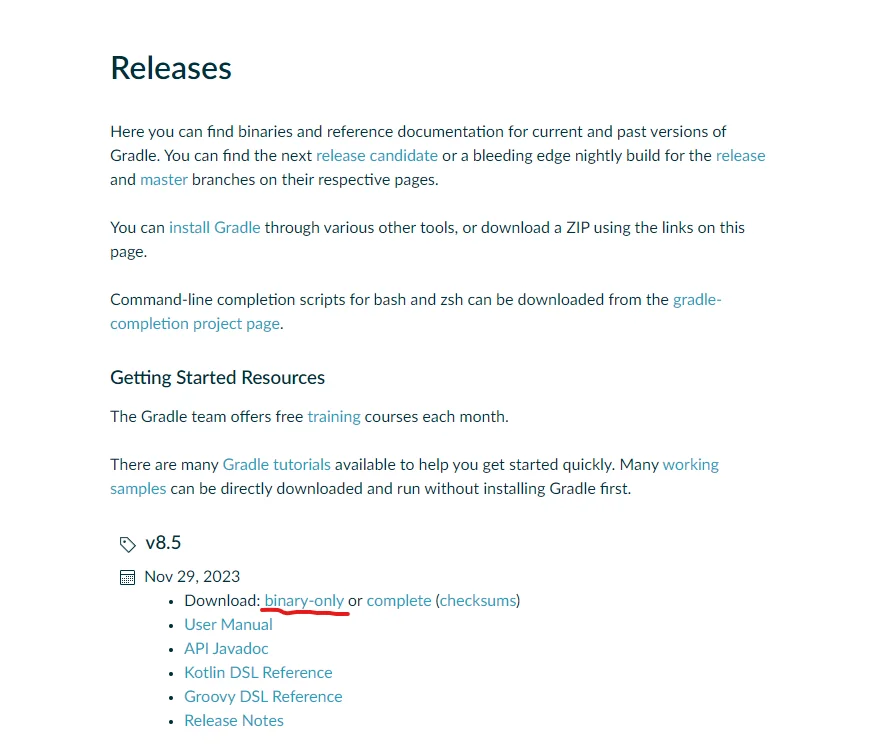 Releases
Here you can find binaries and reference documentation for current and past versions of
Gradle. You can find the next release candidate or a bleeding edge nightly build for the release
and master branches on their respective pages.
You can install Gradle through various other tools, or download a ZIP using the links on this
page.
Command-line completion scripts for bash and zsh can be downloaded from the gradle-
completion project page.
Getting Started Resources
The Gradle team offers free training courses each month.
There are many Gradle tutorials available to help you get started quickly. Many working
samples can be directly downloaded and run without installing Gradle first.
v8.5
Nov 29, 2023
• Download: binary-only or complete (checksums)
• User Manual
• API Javadoc
• Kotlin DSL Reference
• Groovy DSL Reference
• Release Notes